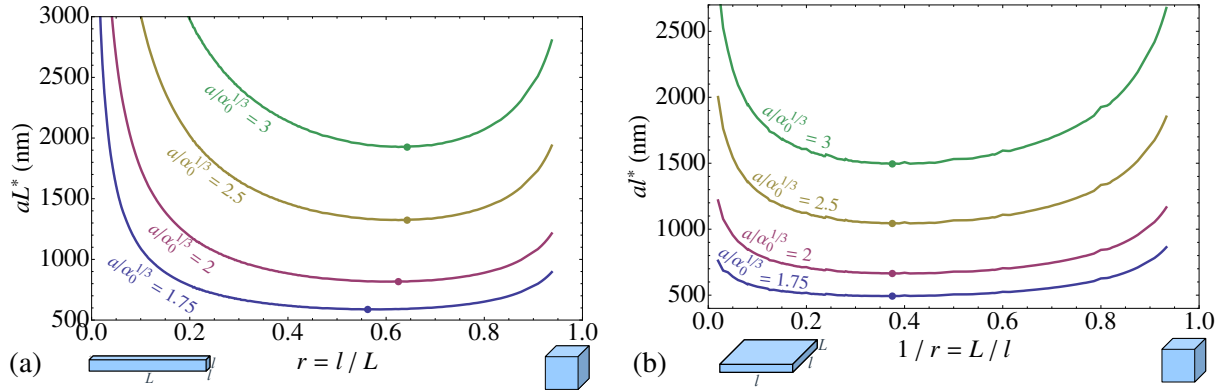 3000
2500
2000
1500
1000
500
aL* (nm)
a/α₀^1/3 = 3
a/α₀^1/3 = 2.5
a/α₀^1/3 = 2
a/α₀^1/3 = 1.75
0.0 0.2 0.4 0.6 0.8 1.0
r = l / L
(a)
L
l
l
2500
2000
1500
1000
500
al* (nm)
a/α₀^1/3 = 3
a/α₀^1/3 = 2.5
a/α₀^1/3 = 2
a/α₀^1/3 = 1.75
0.0 0.2 0.4 0.6 0.8 1.0
1 / r = L / l
(b)
L
l
l